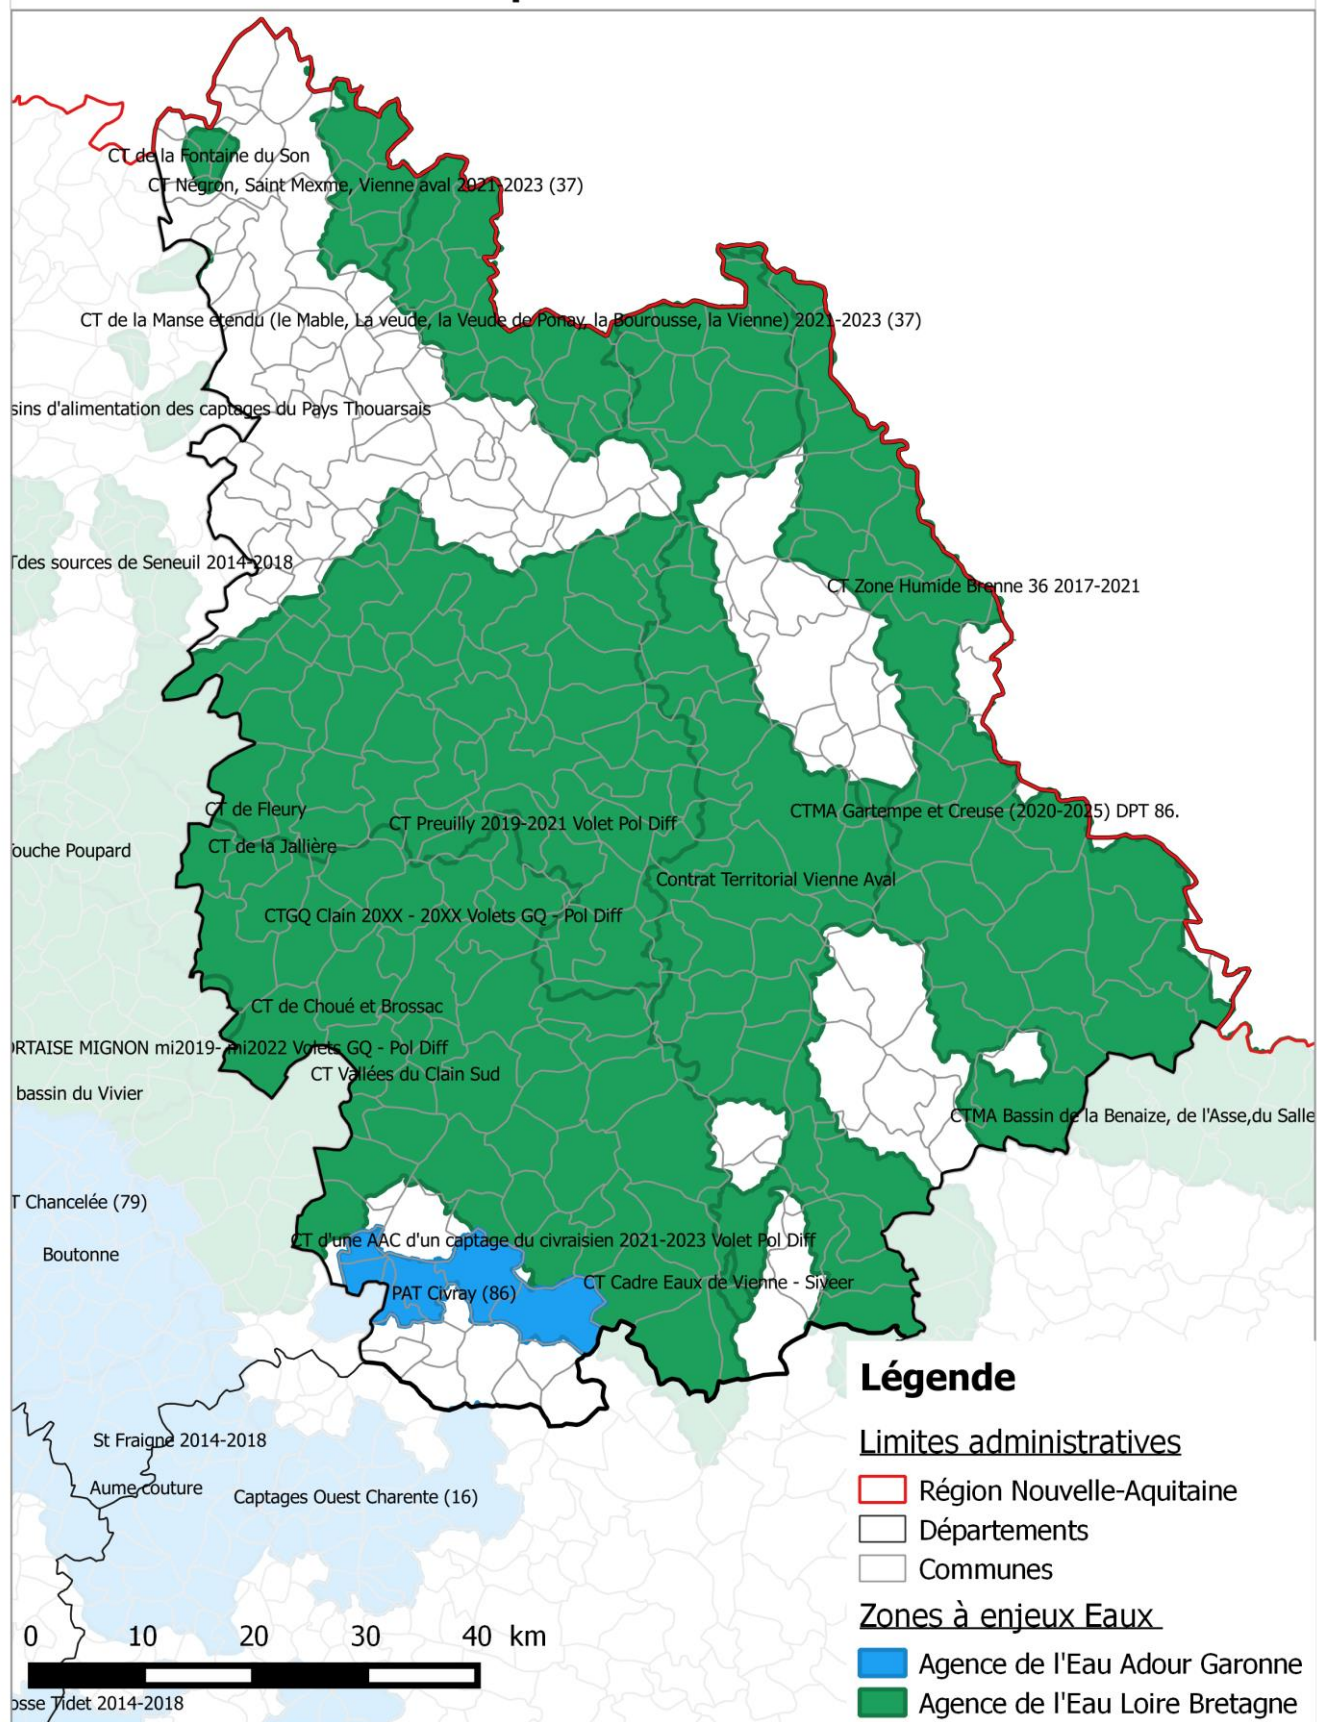 CT de la Fontaine du Son
CT Négron, Saint Mexme, Vienne aval 2021-2023 (37)
CT de la Manse étendu (le Mable, La veude, la Veude de Ponay, la Bourousse, la Vienne) 2021-2023 (37)
sins d'alimentation des captages du Pays Thouarsais
des sources de Seneuil 2014-2018
CT Zone Humide Brenne 36 2017-2021
CT de Fleury
CT Preuilly 2019-2021 Volet Pol Diff
CTMA Gartempe et Creuse (2020-2025) DPT 86.
CT de la Jallière
ouche Poupard
Contrat Territorial Vienne Aval
CTGQ Clain 20XX - 20XX Volets GQ - Pol Diff
CT de Choué et Brossac
RTAISE MIGNON mi2019- mi2022 Volets GQ - Pol Diff
CT Vallées du Clain Sud
bassin du Vivier
CTMA Bassin de la Benaize, de l'Asse,du Salle
T Chancelée (79)
CT d'une AAC d'un captage du civraisien 2021-2023 Volet Pol Diff
Boutonne
CT Cadre Eaux de Vienne - Siveer
PAT Civray (86)
St Fraigne 2014-2018
Aume couture
Captages Ouest Charente (16)
osse Tidet 2014-2018
0 10 20 30 40 km
Légende
Limites administratives
Région Nouvelle-Aquitaine
Départements
Communes
Zones à enjeux Eaux
Agence de l'Eau Adour Garonne
Agence de l'Eau Loire Bretagne